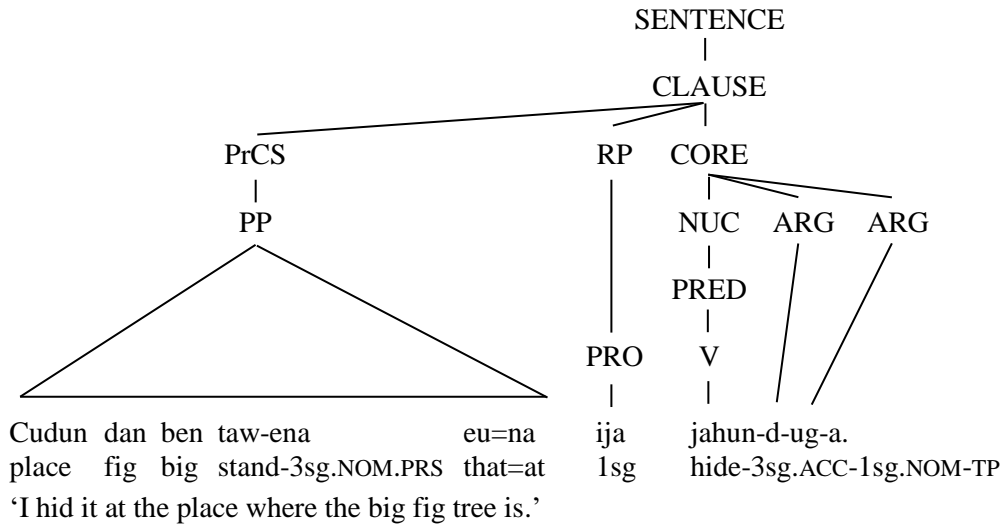 SENTENCE
CLAUSE
PrCS RP CORE
PP NUC ARG ARG
PRED
PRO V
Cudun dan ben taw-ena eu=na ija jahun-d-ug-a.
place fig big stand-3sg.NOM.PRS that=at 1sg hide-3sg.ACC-1sg.NOM-TP
‘I hid it at the place where the big fig tree is.’